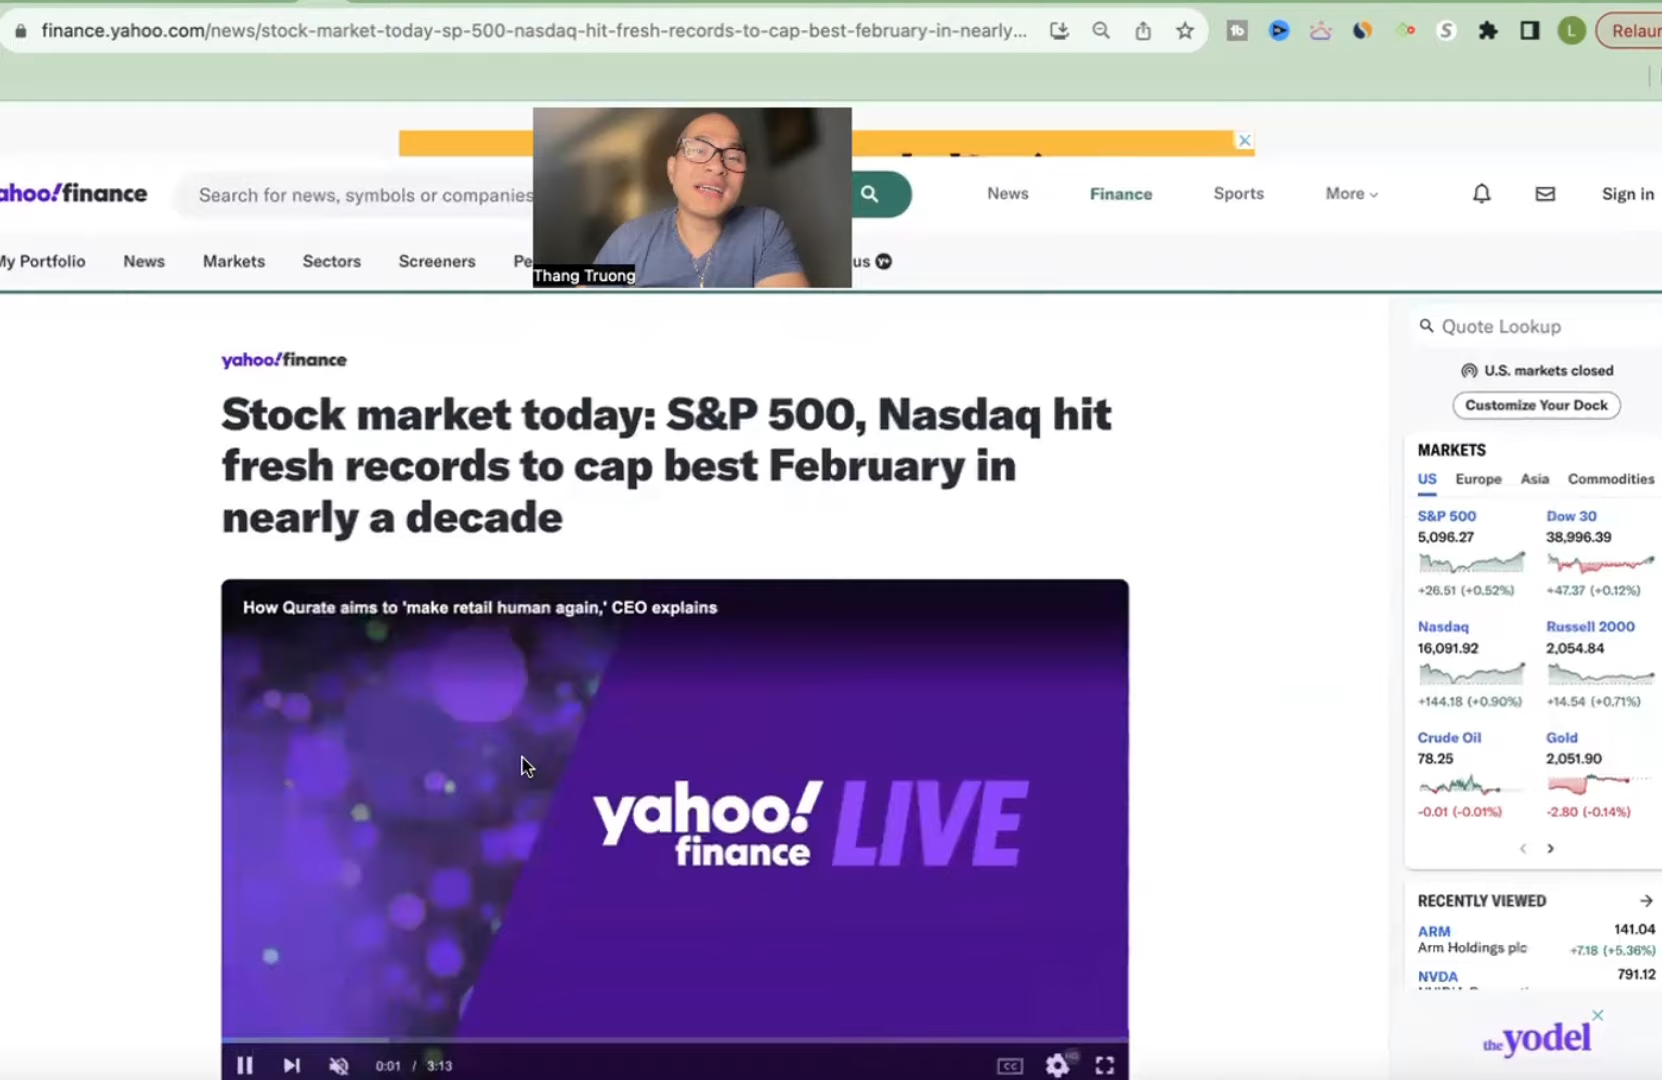 finance.yahoo.com/news/stock-market-today-sp-500-nasdaq-hit-fresh-records-to-cap-best-february-in-nearly...
L
Relaun
ahoo!finance
Search for news, symbols or companies
News
Finance
Sports
More
Sign in
My Portfolio
News
Markets
Sectors
Screeners
Pe
us
Thang Truong
yahoo!finance
Stock market today: S&P 500, Nasdaq hit
fresh records to cap best February in
nearly a decade
How Qurate aims to 'make retail human again,' CEO explains
yahoo! LIVE
finance
0:01 / 3:13
CC
HD
Quote Lookup
U.S. markets closed
Customize Your Dock
MARKETS
US Europe Asia Commodities
S&P 500 Dow 30
5,096.27 38,996.39
+26.51 (+0.52%) +47.37 (+0.12%)
Nasdaq Russell 2000
16,091.92 2,054.84
+144.18 (+0.90%) +14.54 (+0.71%)
Crude Oil Gold
78.25 2,051.90
-0.01 (-0.01%) -2.80 (-0.14%)
RECENTLY VIEWED
ARM 141.04
Arm Holdings plc +7.18 (+5.36%)
NVDA 791.12
the yodel